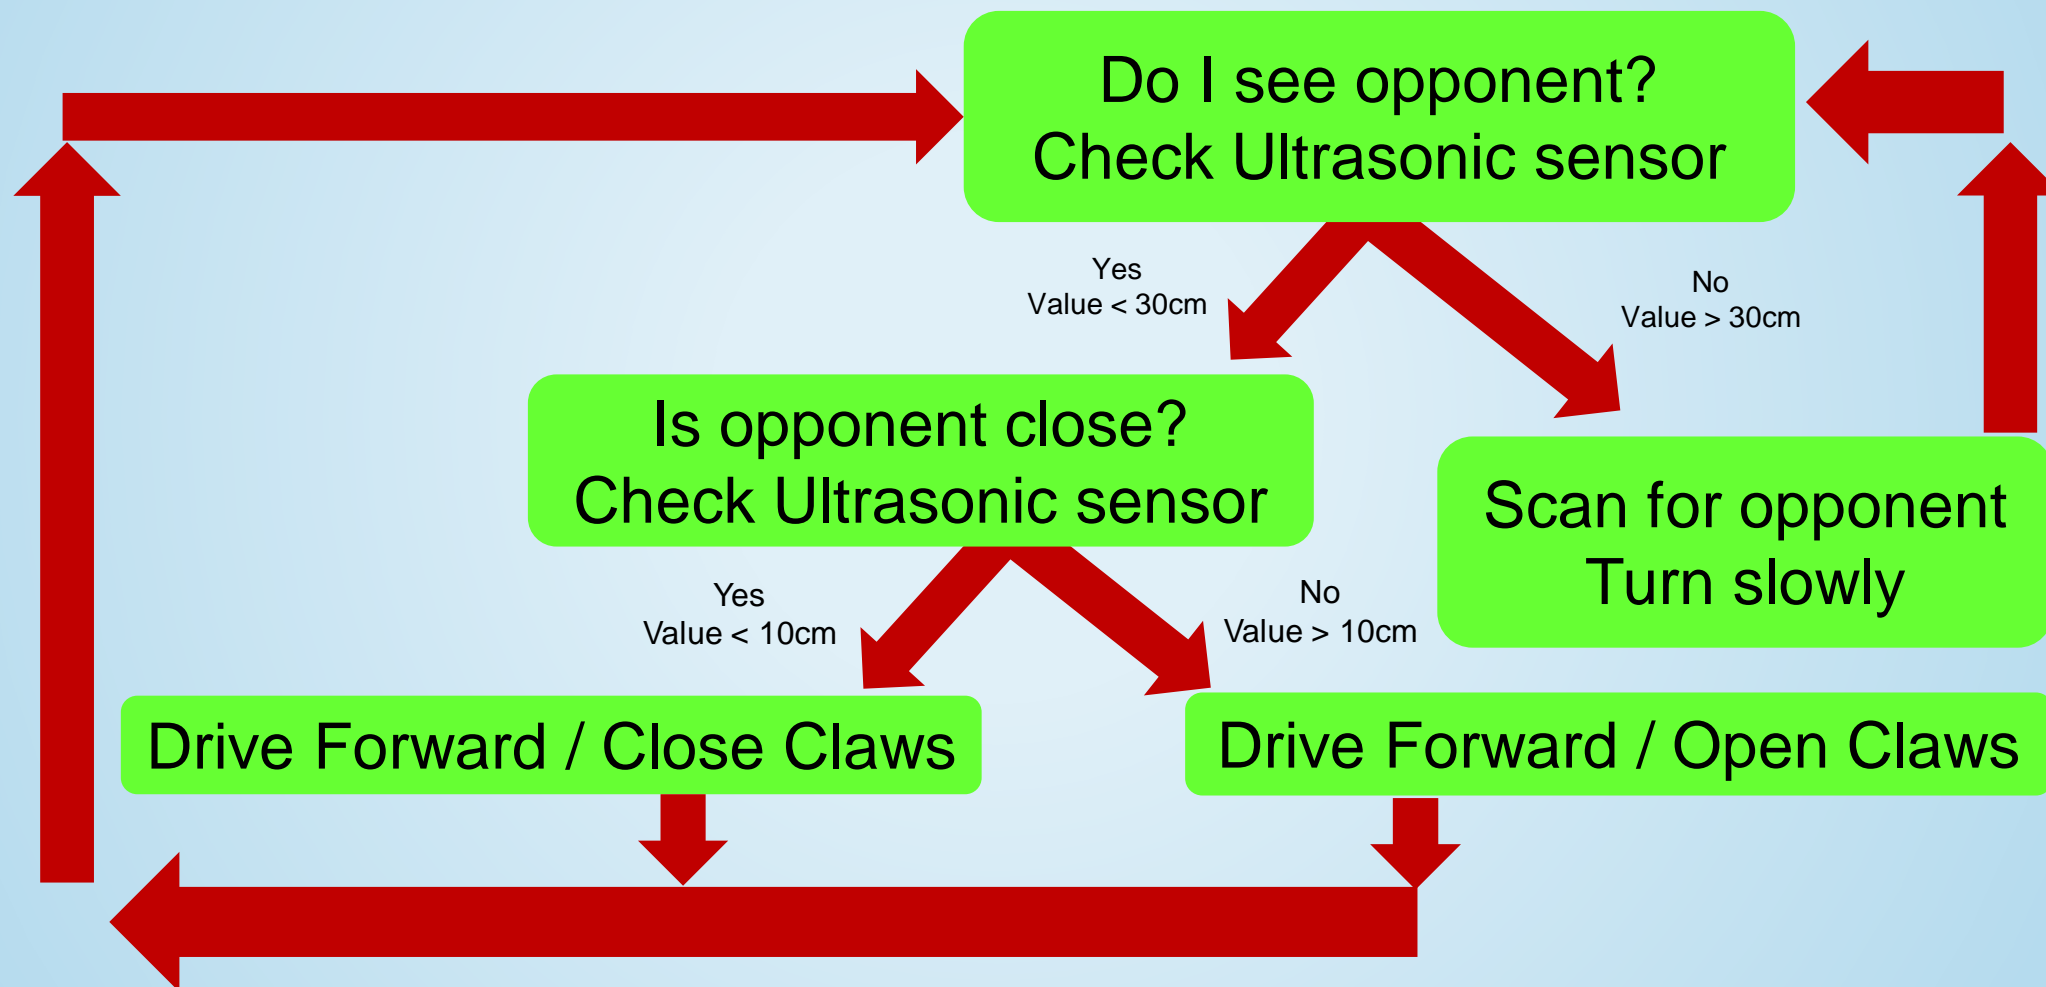 Do I see opponent?
Check Ultrasonic sensor
Yes
Value < 30cm
No
Value > 30cm
Is opponent close?
Check Ultrasonic sensor
Scan for opponent
Turn slowly
Yes
Value < 10cm
No
Value > 10cm
Drive Forward / Close Claws
Drive Forward / Open Claws